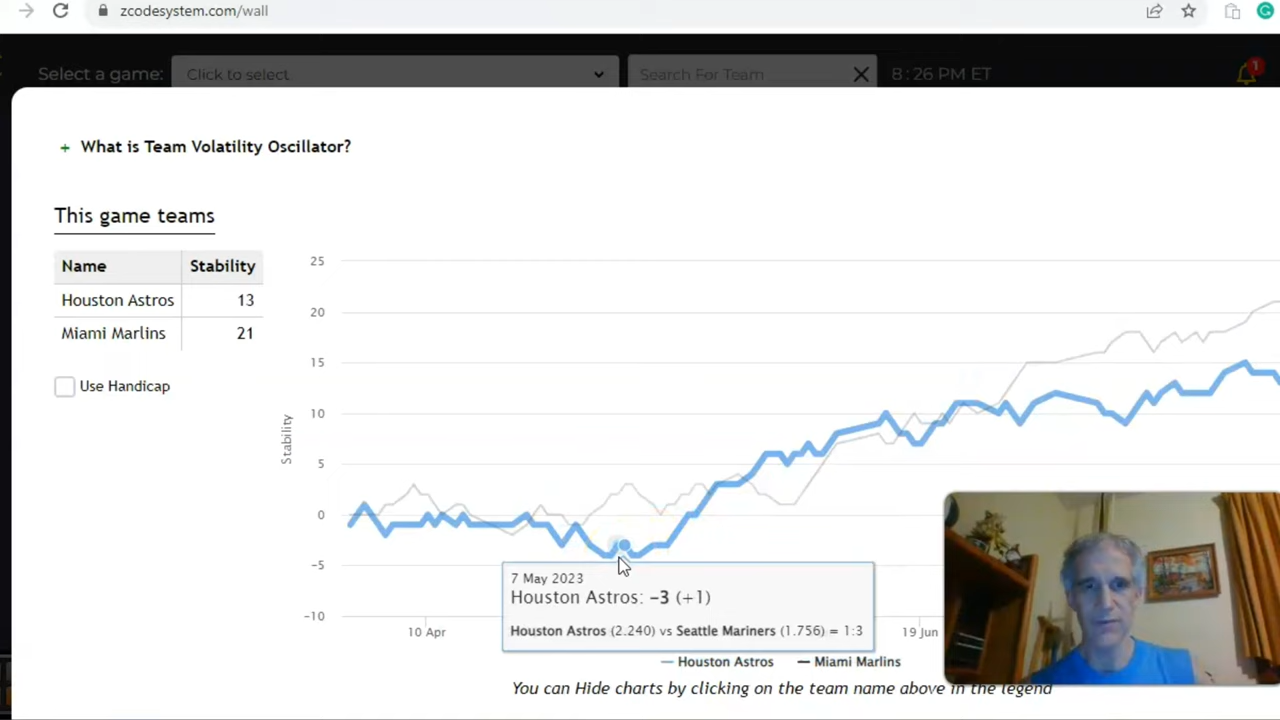 zcodesystem.com/wall
Select a game: Click to select Search For Team 8:26 PM ET 1
+ What is Team Volatility Oscillator?
This game teams
Name Stability
Houston Astros 13
Miami Marlins 21
Use Handicap
Stability
25
20
15
10
5
0
-5
-10
10 Apr 19 Jun
7 May 2023
Houston Astros: -3 (+1)
Houston Astros (2.240) vs Seattle Mariners (1.756) = 1:3
Houston Astros Miami Marlins
You can Hide charts by clicking on the team name above in the legend